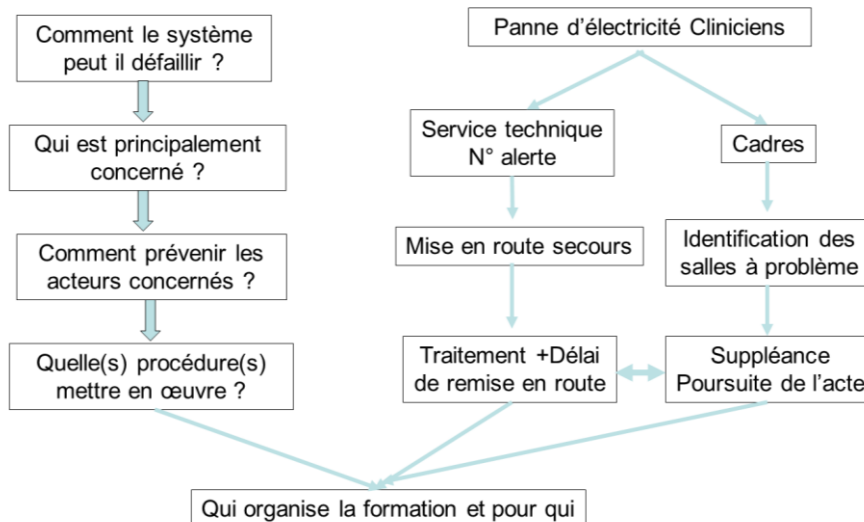 Comment le système
peut il défaillir ?
Qui est principalement
concerné ?
Comment prévenir les
acteurs concernés ?
Quelle(s) procédure(s)
mettre en œuvre ?
Panne d’électricité Cliniciens
Service technique
N° alerte
Cadres
Mise en route secours
Identification des
salles à problème
Traitement +Délai
de remise en route
Suppléance
Poursuite de l’acte
Qui organise la formation et pour qui